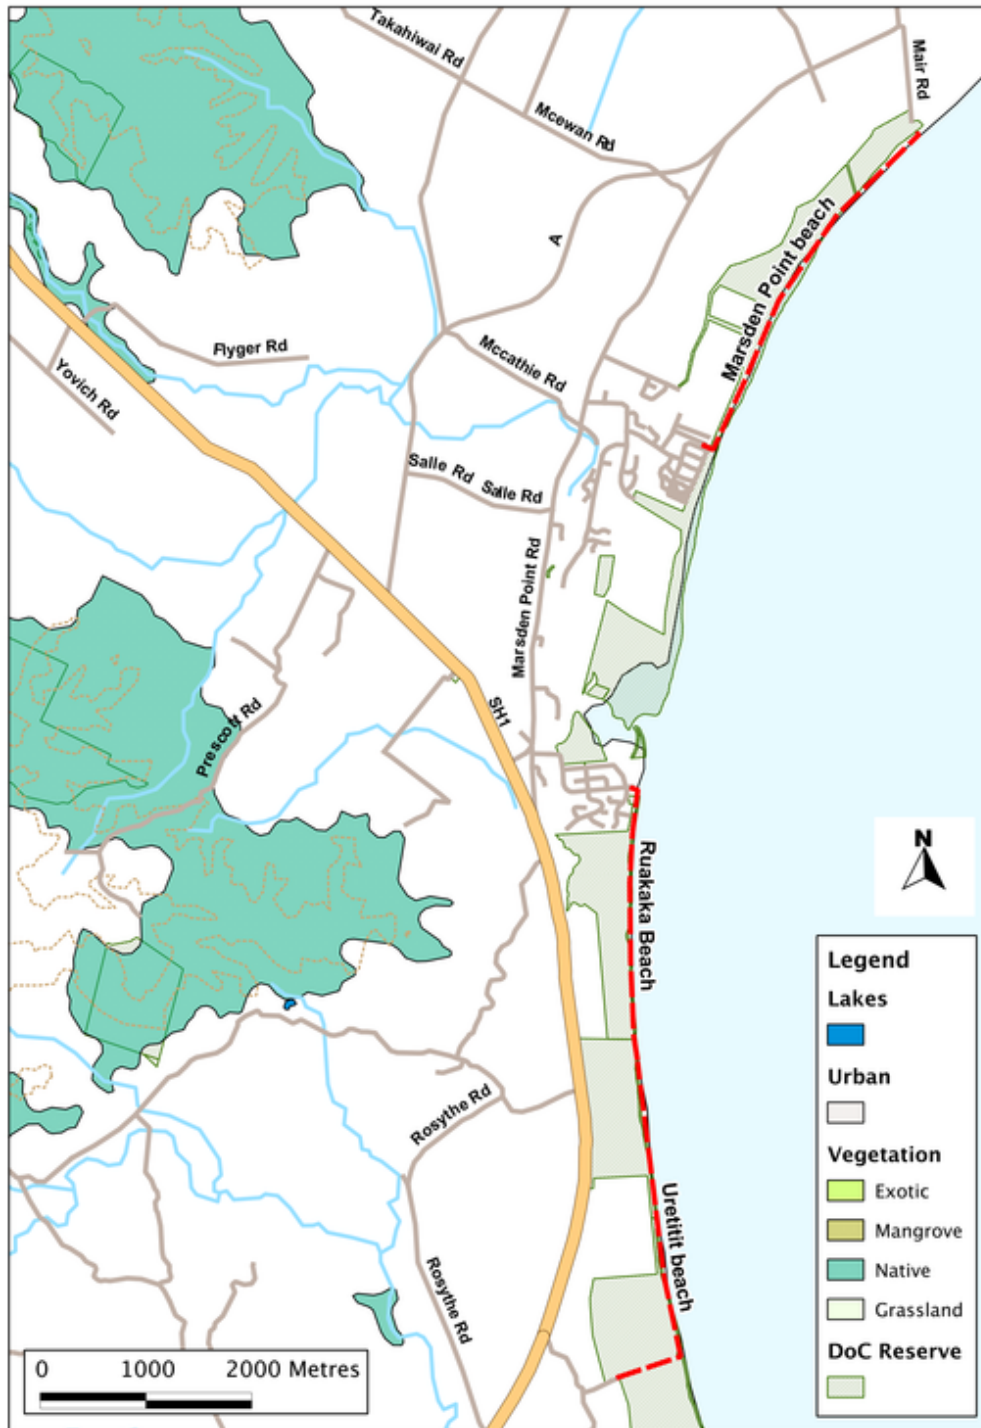 Takahiwai Rd
Mair Rd
Mcewan Rd
Marsden Point beach
A
Flyger Rd
Mccathie Rd
Yovich Rd
Salle Rd
Salle Rd
Marsden Point Rd
SH1
Prescott Rd
N
Ruakaka Beach
Rosythe Rd
Uretitit beach
Rosythe Rd
Legend
Lakes
Urban
Vegetation
Exotic
Mangrove
Native
Grassland
DoC Reserve
0 1000 2000 Metres